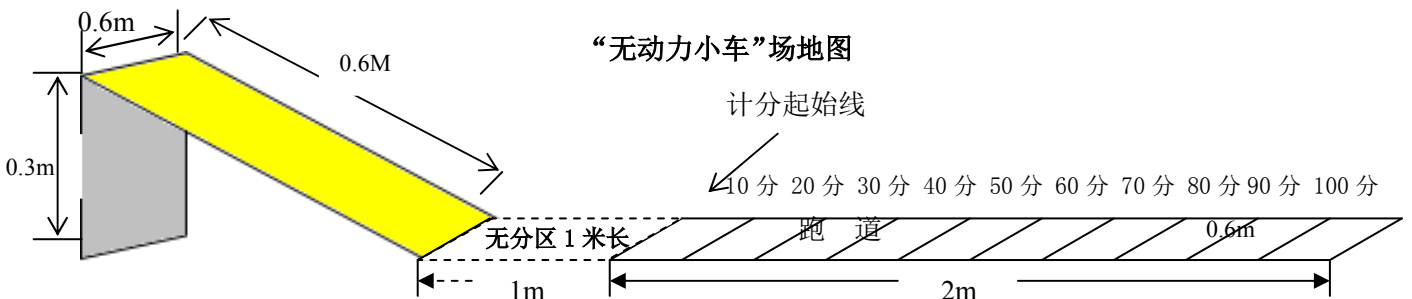 0.6m
“无动力小车”场地图
0.6M
计分起始线
0.3m
10 分 20 分 30 分 40 分 50 分 60 分 70 分 80 分 90 分 100 分
跑 道
0.6m
无分区 1 米长
1m
2m